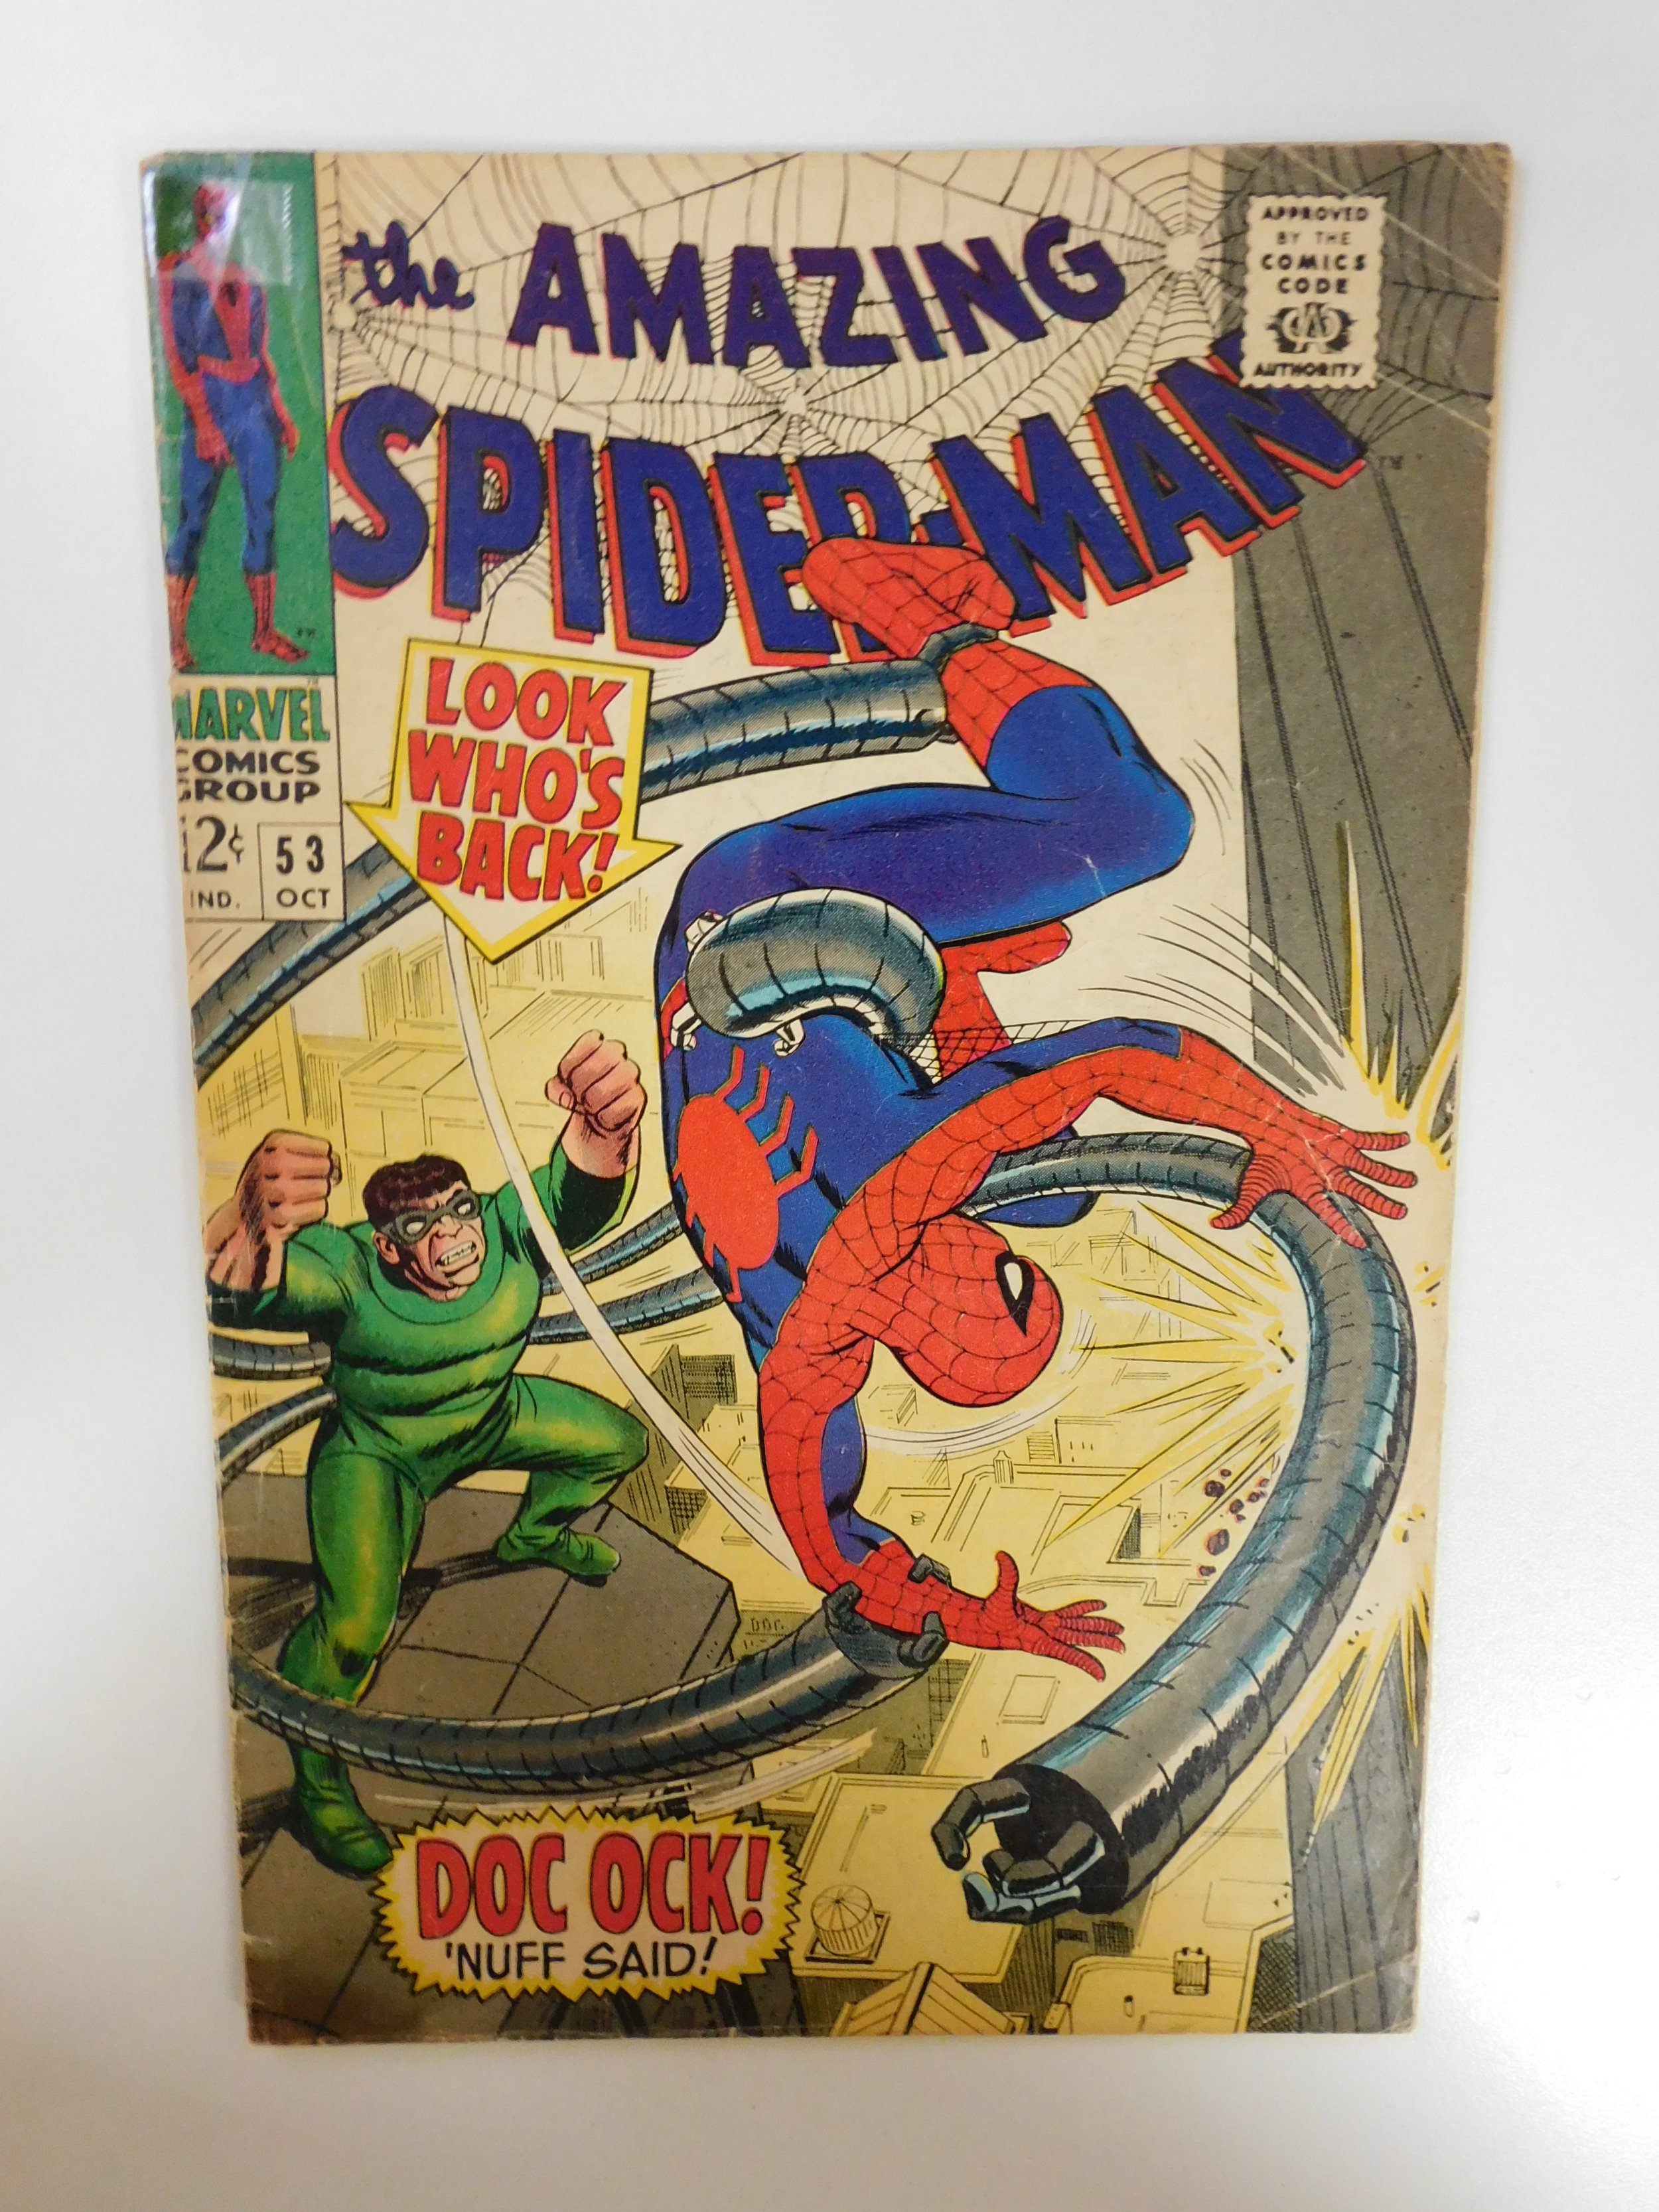 the AMAZING
SPIDER-MAN
APPROVED
BY THE
COMICS
CODE
AUTHORITY
MARVEL
COMICS
GROUP
12¢
IND.
53
OCT
LOOK
WHO'S
BACK!
DOC OCK!
'NUFF SAID!